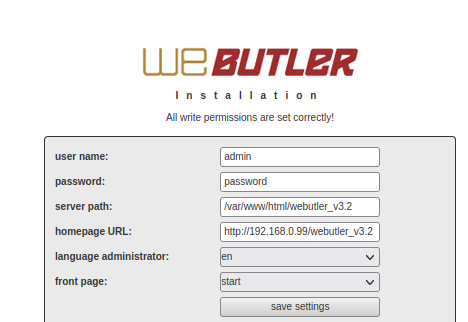 WEBUTLER
Installation
All write permissions are set correctly!
user name: admin
password: password
server path: /var/www/html/webutler_v3.2
homepage URL: http://192.168.0.99/webutler_v3.2
language administrator: en
front page: start
save settings